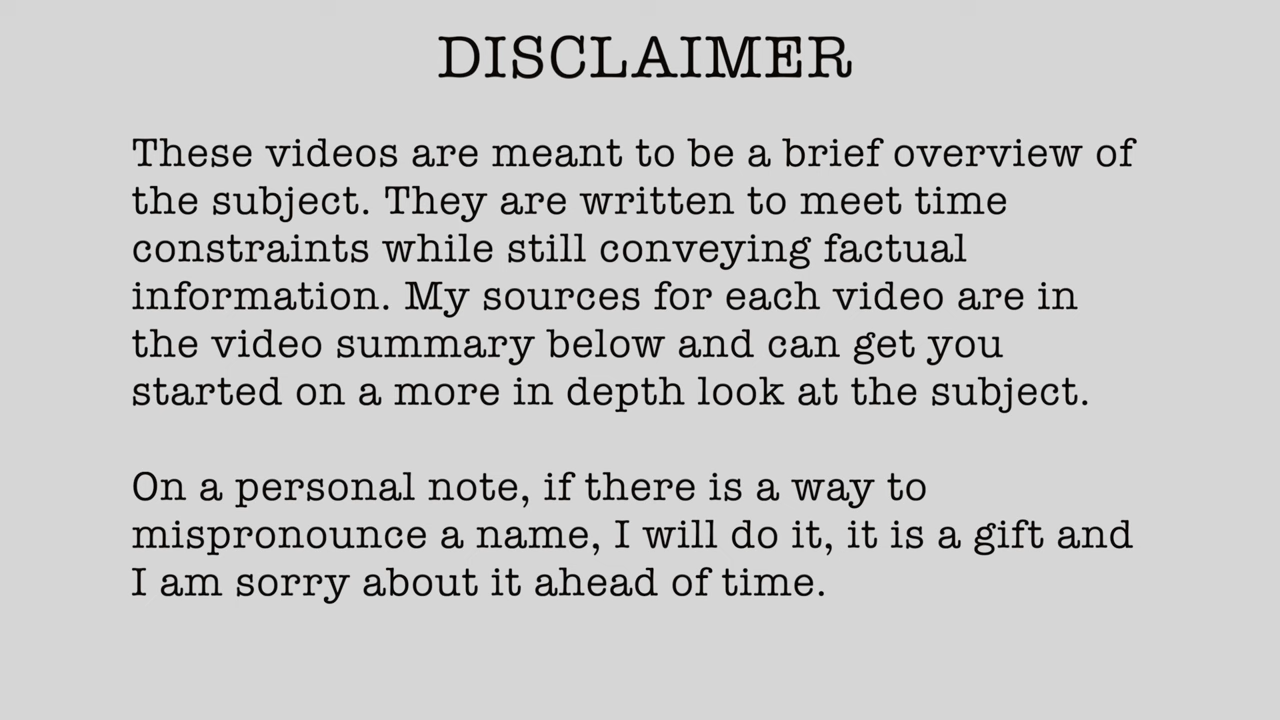 DISCLAIMER
These videos are meant to be a brief overview of
the subject. They are written to meet time
constraints while still conveying factual
information. My sources for each video are in
the video summary below and can get you
started on a more in depth look at the subject.
On a personal note, if there is a way to
mispronounce a name, I will do it, it is a gift and
I am sorry about it ahead of time.